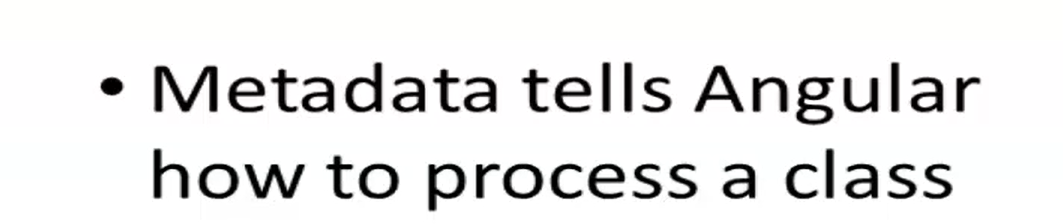 • Metadata tells Angular
how to process a class